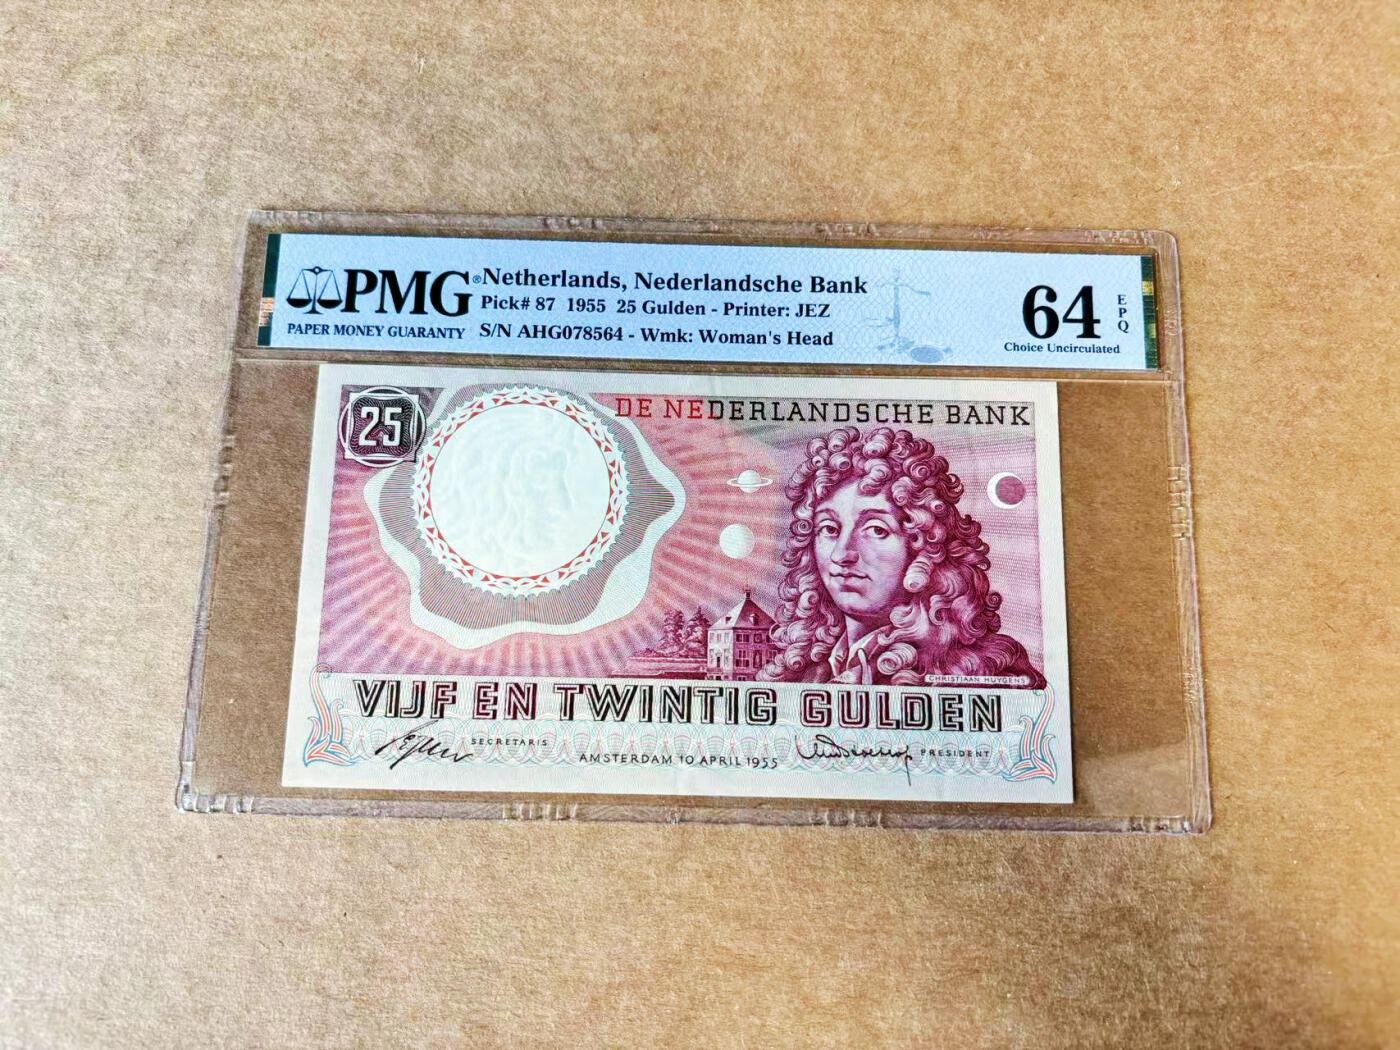 PMG®
PAPER MONEY GUARANTY
Netherlands, Nederlandsche Bank
Pick# 87 1955 25 Gulden - Printer: JEZ
S/N AHG078564 - Wmk: Woman's Head
64
EPQ
Choice Uncirculated
25
DE NEDERLANDSCHE BANK
CHRISTIAAN HUYGENS
VIJF EN TWINTIG GULDEN
SECRETARIS
AMSTERDAM 10 APRIL 1955
PRESIDENT